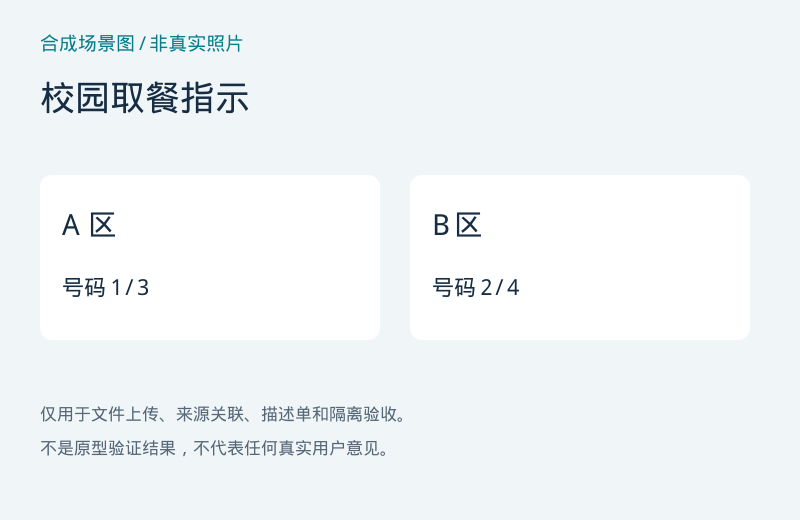 合成场景图 / 非真实照片
校园取餐指示
A 区
号码 1 / 3
B 区
号码 2 / 4
仅用于文件上传、来源关联、描述单和隔离验收。
不是原型验证结果，不代表任何真实用户意见。